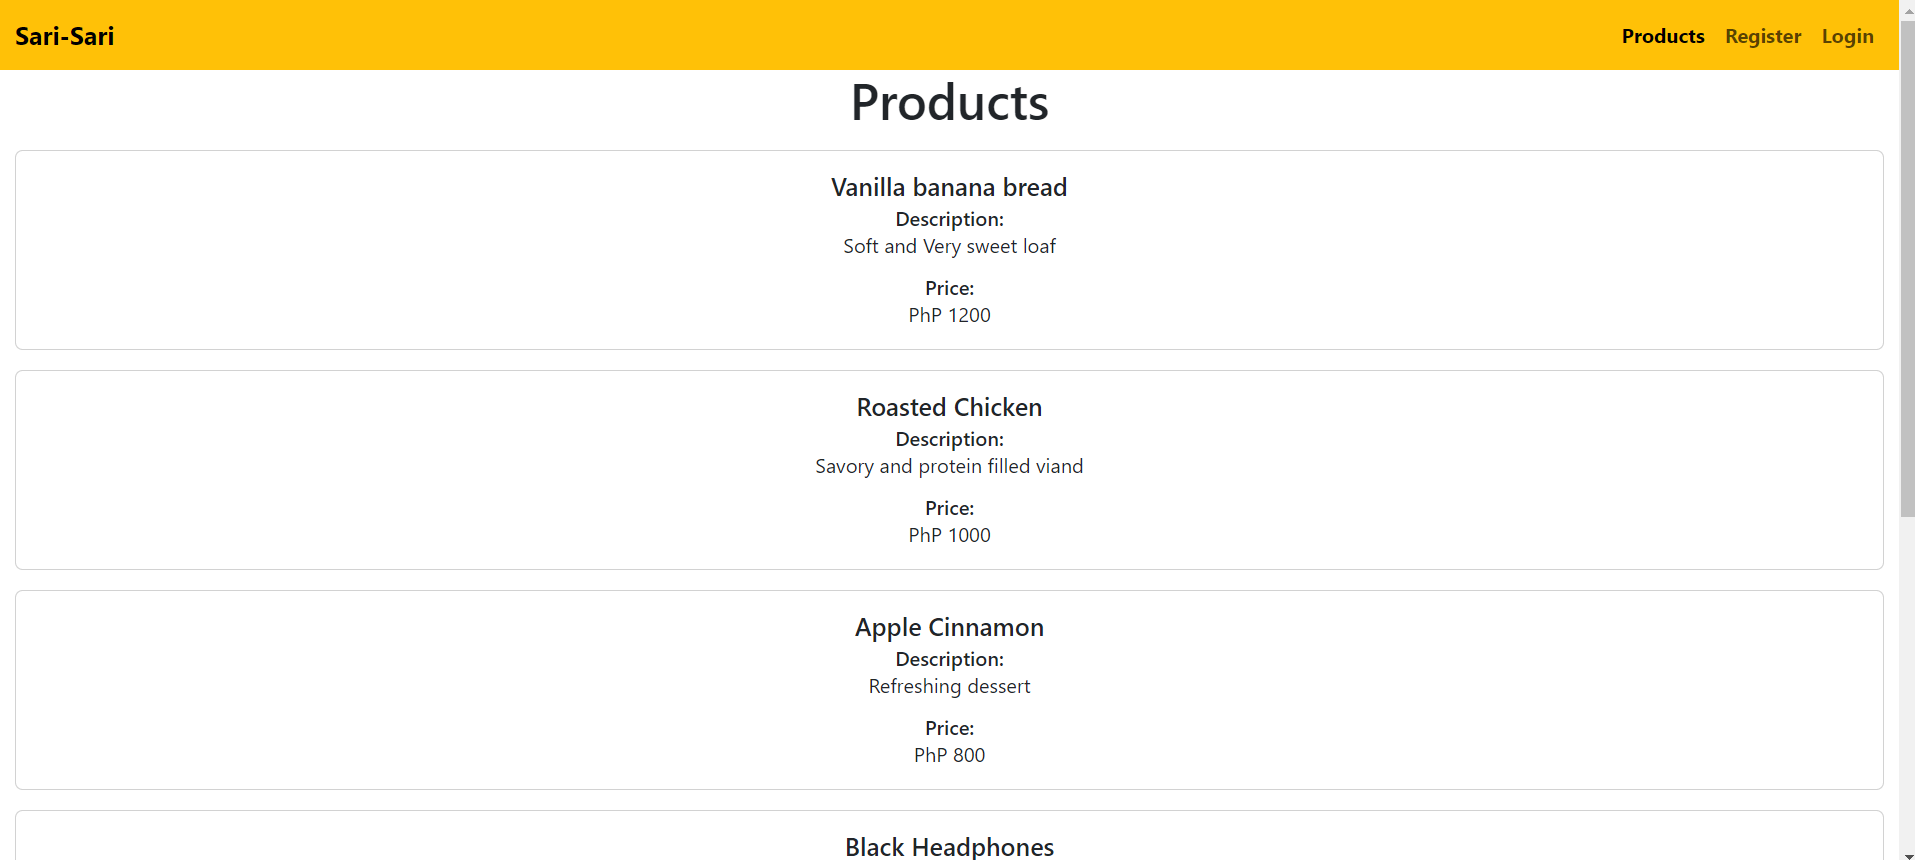 Sari-Sari
Products Register Login
Products
Vanilla banana bread
Description:
Soft and Very sweet loaf
Price:
PhP 1200
Roasted Chicken
Description:
Savory and protein filled viand
Price:
PhP 1000
Apple Cinnamon
Description:
Refreshing dessert
Price:
PhP 800
Black Headphones